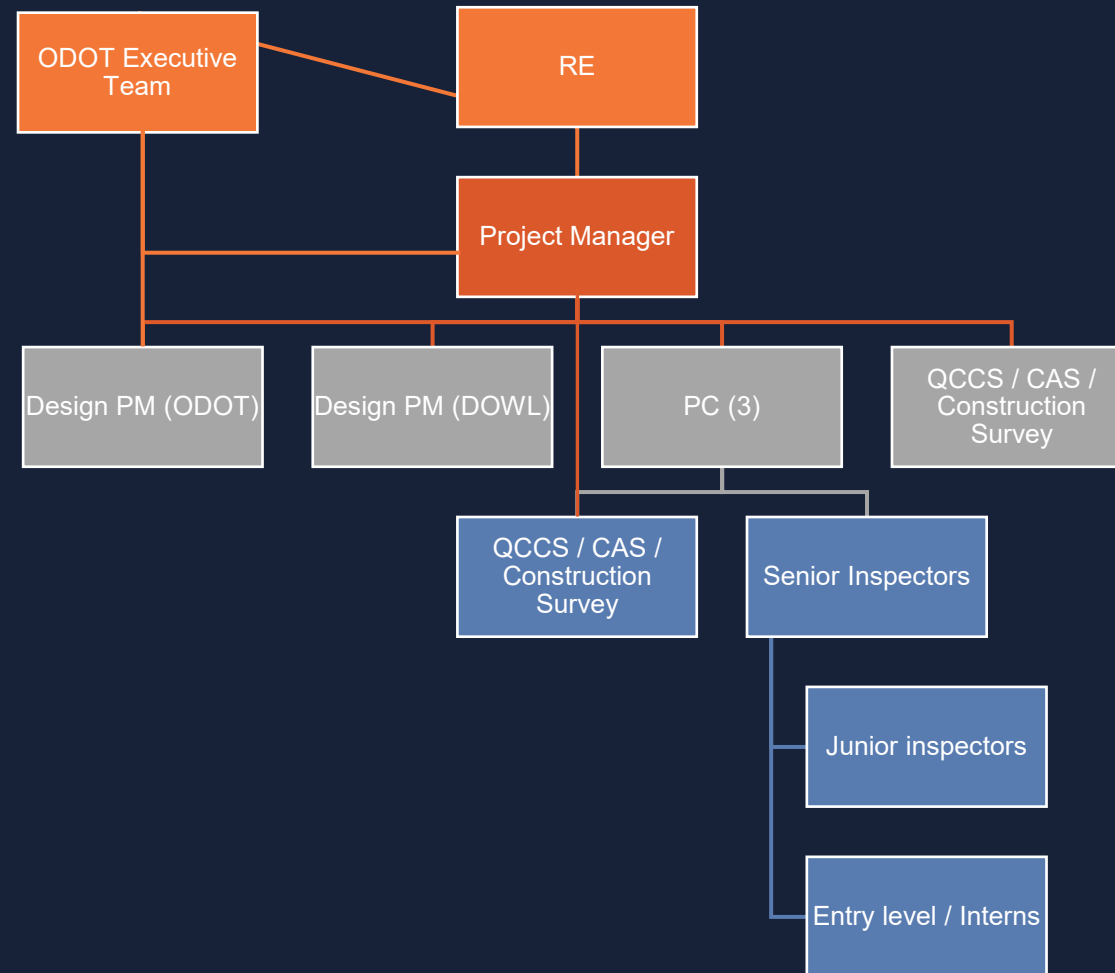 ODOT Executive
Team
RE
Project Manager
Design PM (ODOT)
Design PM (DOWL)
PC (3)
QCCS / CAS /
Construction
Survey
QCCS / CAS /
Construction
Survey
Senior Inspectors
Junior inspectors
Entry level / Interns